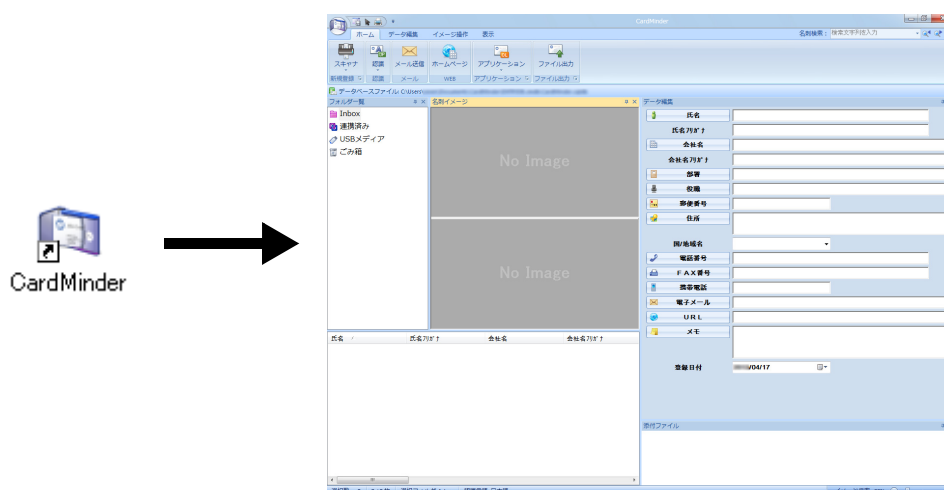 CardMinder
CardMinder
ホーム データ編集 イメージ操作 表示
名刺検索： 検索文字列を入力
スキャナ 認識 メール送信 ホームページ アプリケーション ファイル出力
新規登録 認識 メール WEB アプリケーション ファイル出力
データベースファイル: C:\Users\
フォルダ一覧 名刺イメージ データ編集
Inbox
連携済み
USBメディア
ごみ箱
No Image
No Image
氏名
氏名ﾌﾘｶﾞﾅ
会社名
会社名ﾌﾘｶﾞﾅ
部署
役職
郵便番号
住所
国/地域名
電話番号
ＦＡＸ番号
携帯電話
電子メール
ＵＲＬ
メモ
登録日付 /04/17
氏名 氏名ﾌﾘｶﾞﾅ 会社名 会社名ﾌﾘｶﾞﾅ
添付ファイル